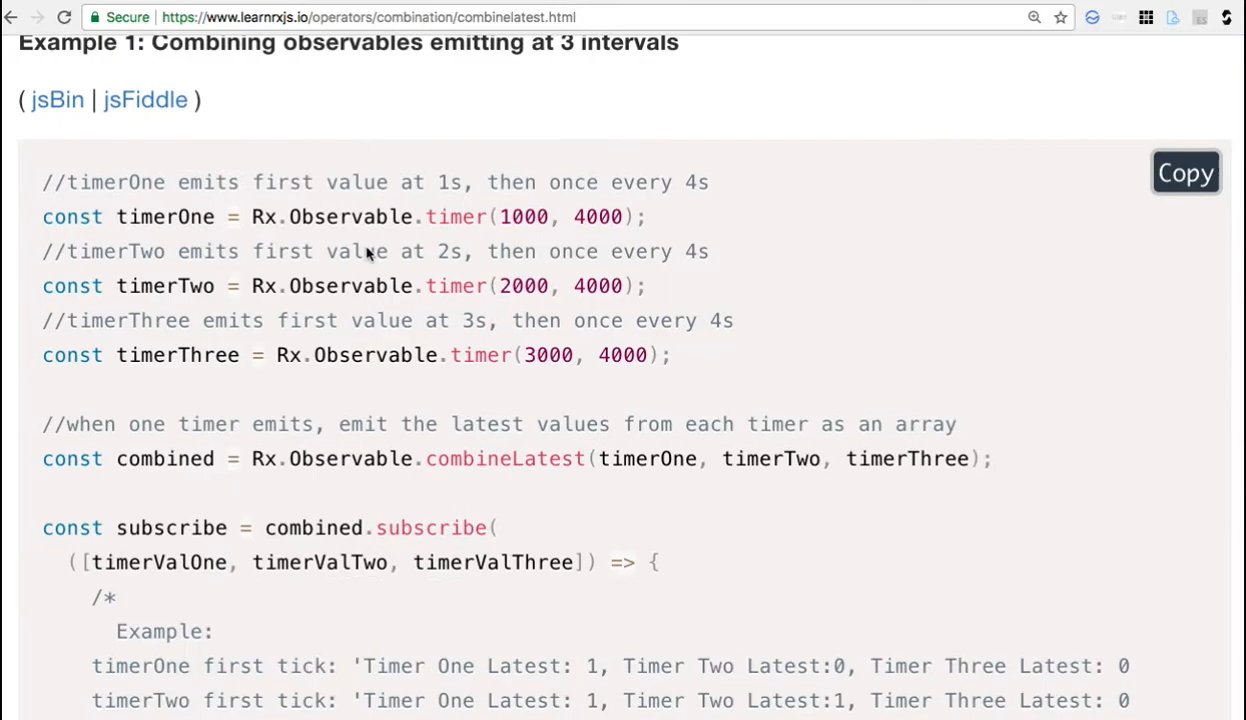 Secure
https://www.learnrxjs.io/operators/combination/combinelatest.html
Example 1: Combining observables emitting at 3 intervals
( jsBin | jsFiddle )
Copy
//timerOne emits first value at 1s, then once every 4s
const timerOne = Rx.Observable.timer(1000, 4000);
//timerTwo emits first value at 2s, then once every 4s
const timerTwo = Rx.Observable.timer(2000, 4000);
//timerThree emits first value at 3s, then once every 4s
const timerThree = Rx.Observable.timer(3000, 4000);
//when one timer emits, emit the latest values from each timer as an array
const combined = Rx.Observable.combineLatest(timerOne, timerTwo, timerThree);
const subscribe = combined.subscribe(
([timerValOne, timerValTwo, timerValThree]) => {
/*
Example:
timerOne first tick: 'Timer One Latest: 1, Timer Two Latest:0, Timer Three Latest: 0
timerTwo first tick: 'Timer One Latest: 1, Timer Two Latest:1, Timer Three Latest: 0